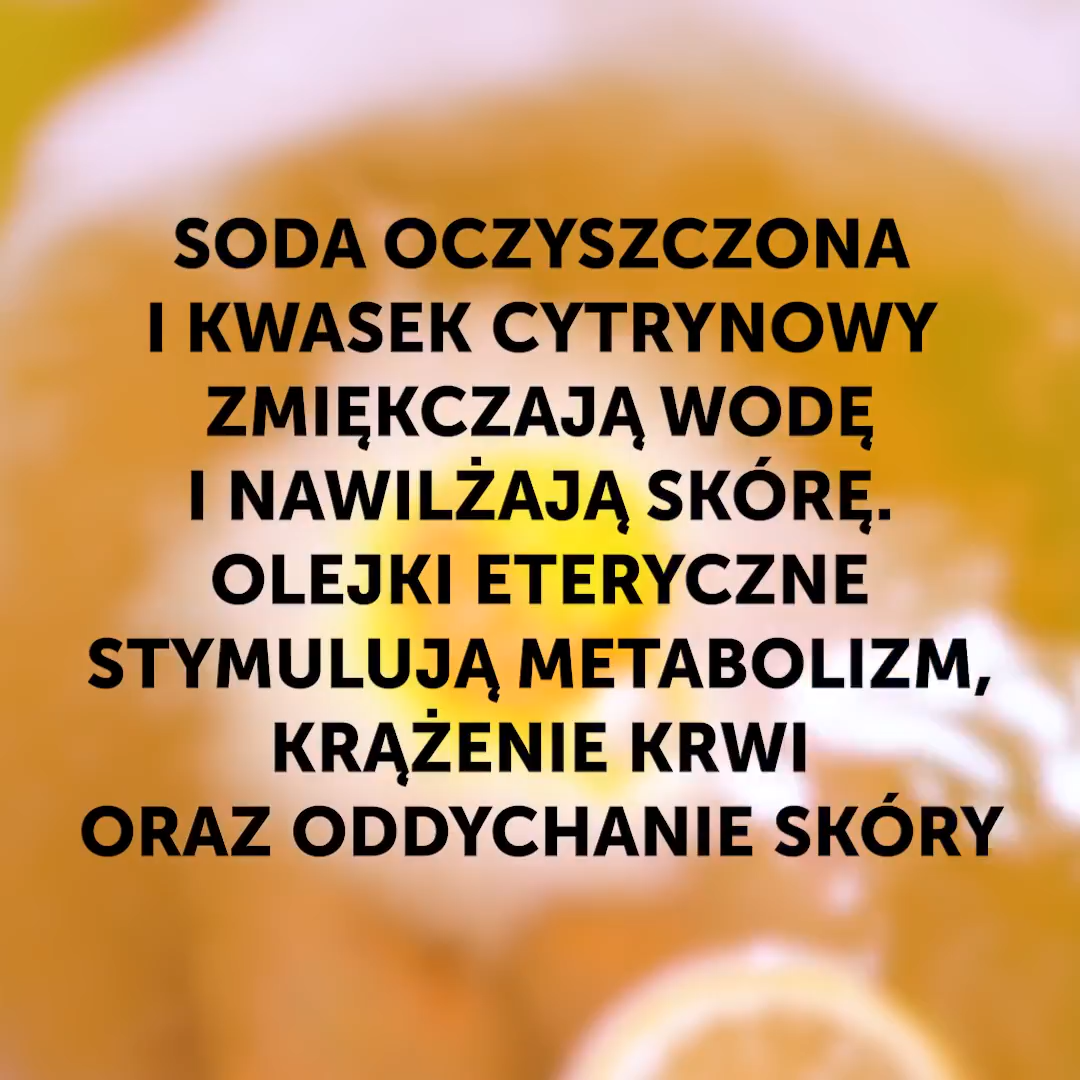 SODA OCZYSZCZONA
I KWASEK CYTRYNOWY
ZMIĘKCZAJĄ WODĘ
I NAWILŻAJĄ SKÓRĘ.
OLEJKI ETERYCZNE
STYMULUJĄ METABOLIZM,
KRĄŻENIE KRWI
ORAZ ODDYCHANIE SKÓRY